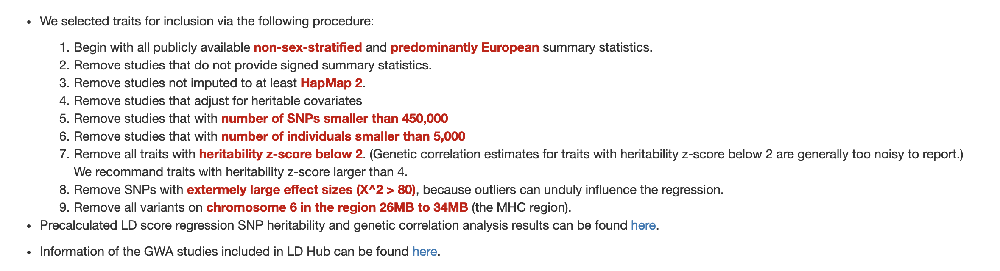 • We selected traits for inclusion via the following procedure:
1. Begin with all publicly available non-sex-stratified and predominantly European summary statistics.
2. Remove studies that do not provide signed summary statistics.
3. Remove studies not imputed to at least HapMap 2.
4. Remove studies that adjust for heritable covariates
5. Remove studies that with number of SNPs smaller than 450,000
6. Remove studies that with number of individuals smaller than 5,000
7. Remove all traits with heritability z-score below 2. (Genetic correlation estimates for traits with heritability z-score below 2 are generally too noisy to report.)
We recommand traits with heritability z-score larger than 4.
8. Remove SNPs with extermely large effect sizes (X^2 > 80), because outliers can unduly influence the regression.
9. Remove all variants on chromosome 6 in the region 26MB to 34MB (the MHC region).
• Precalculated LD score regression SNP heritability and genetic correlation analysis results can be found here.
• Information of the GWA studies included in LD Hub can be found here.